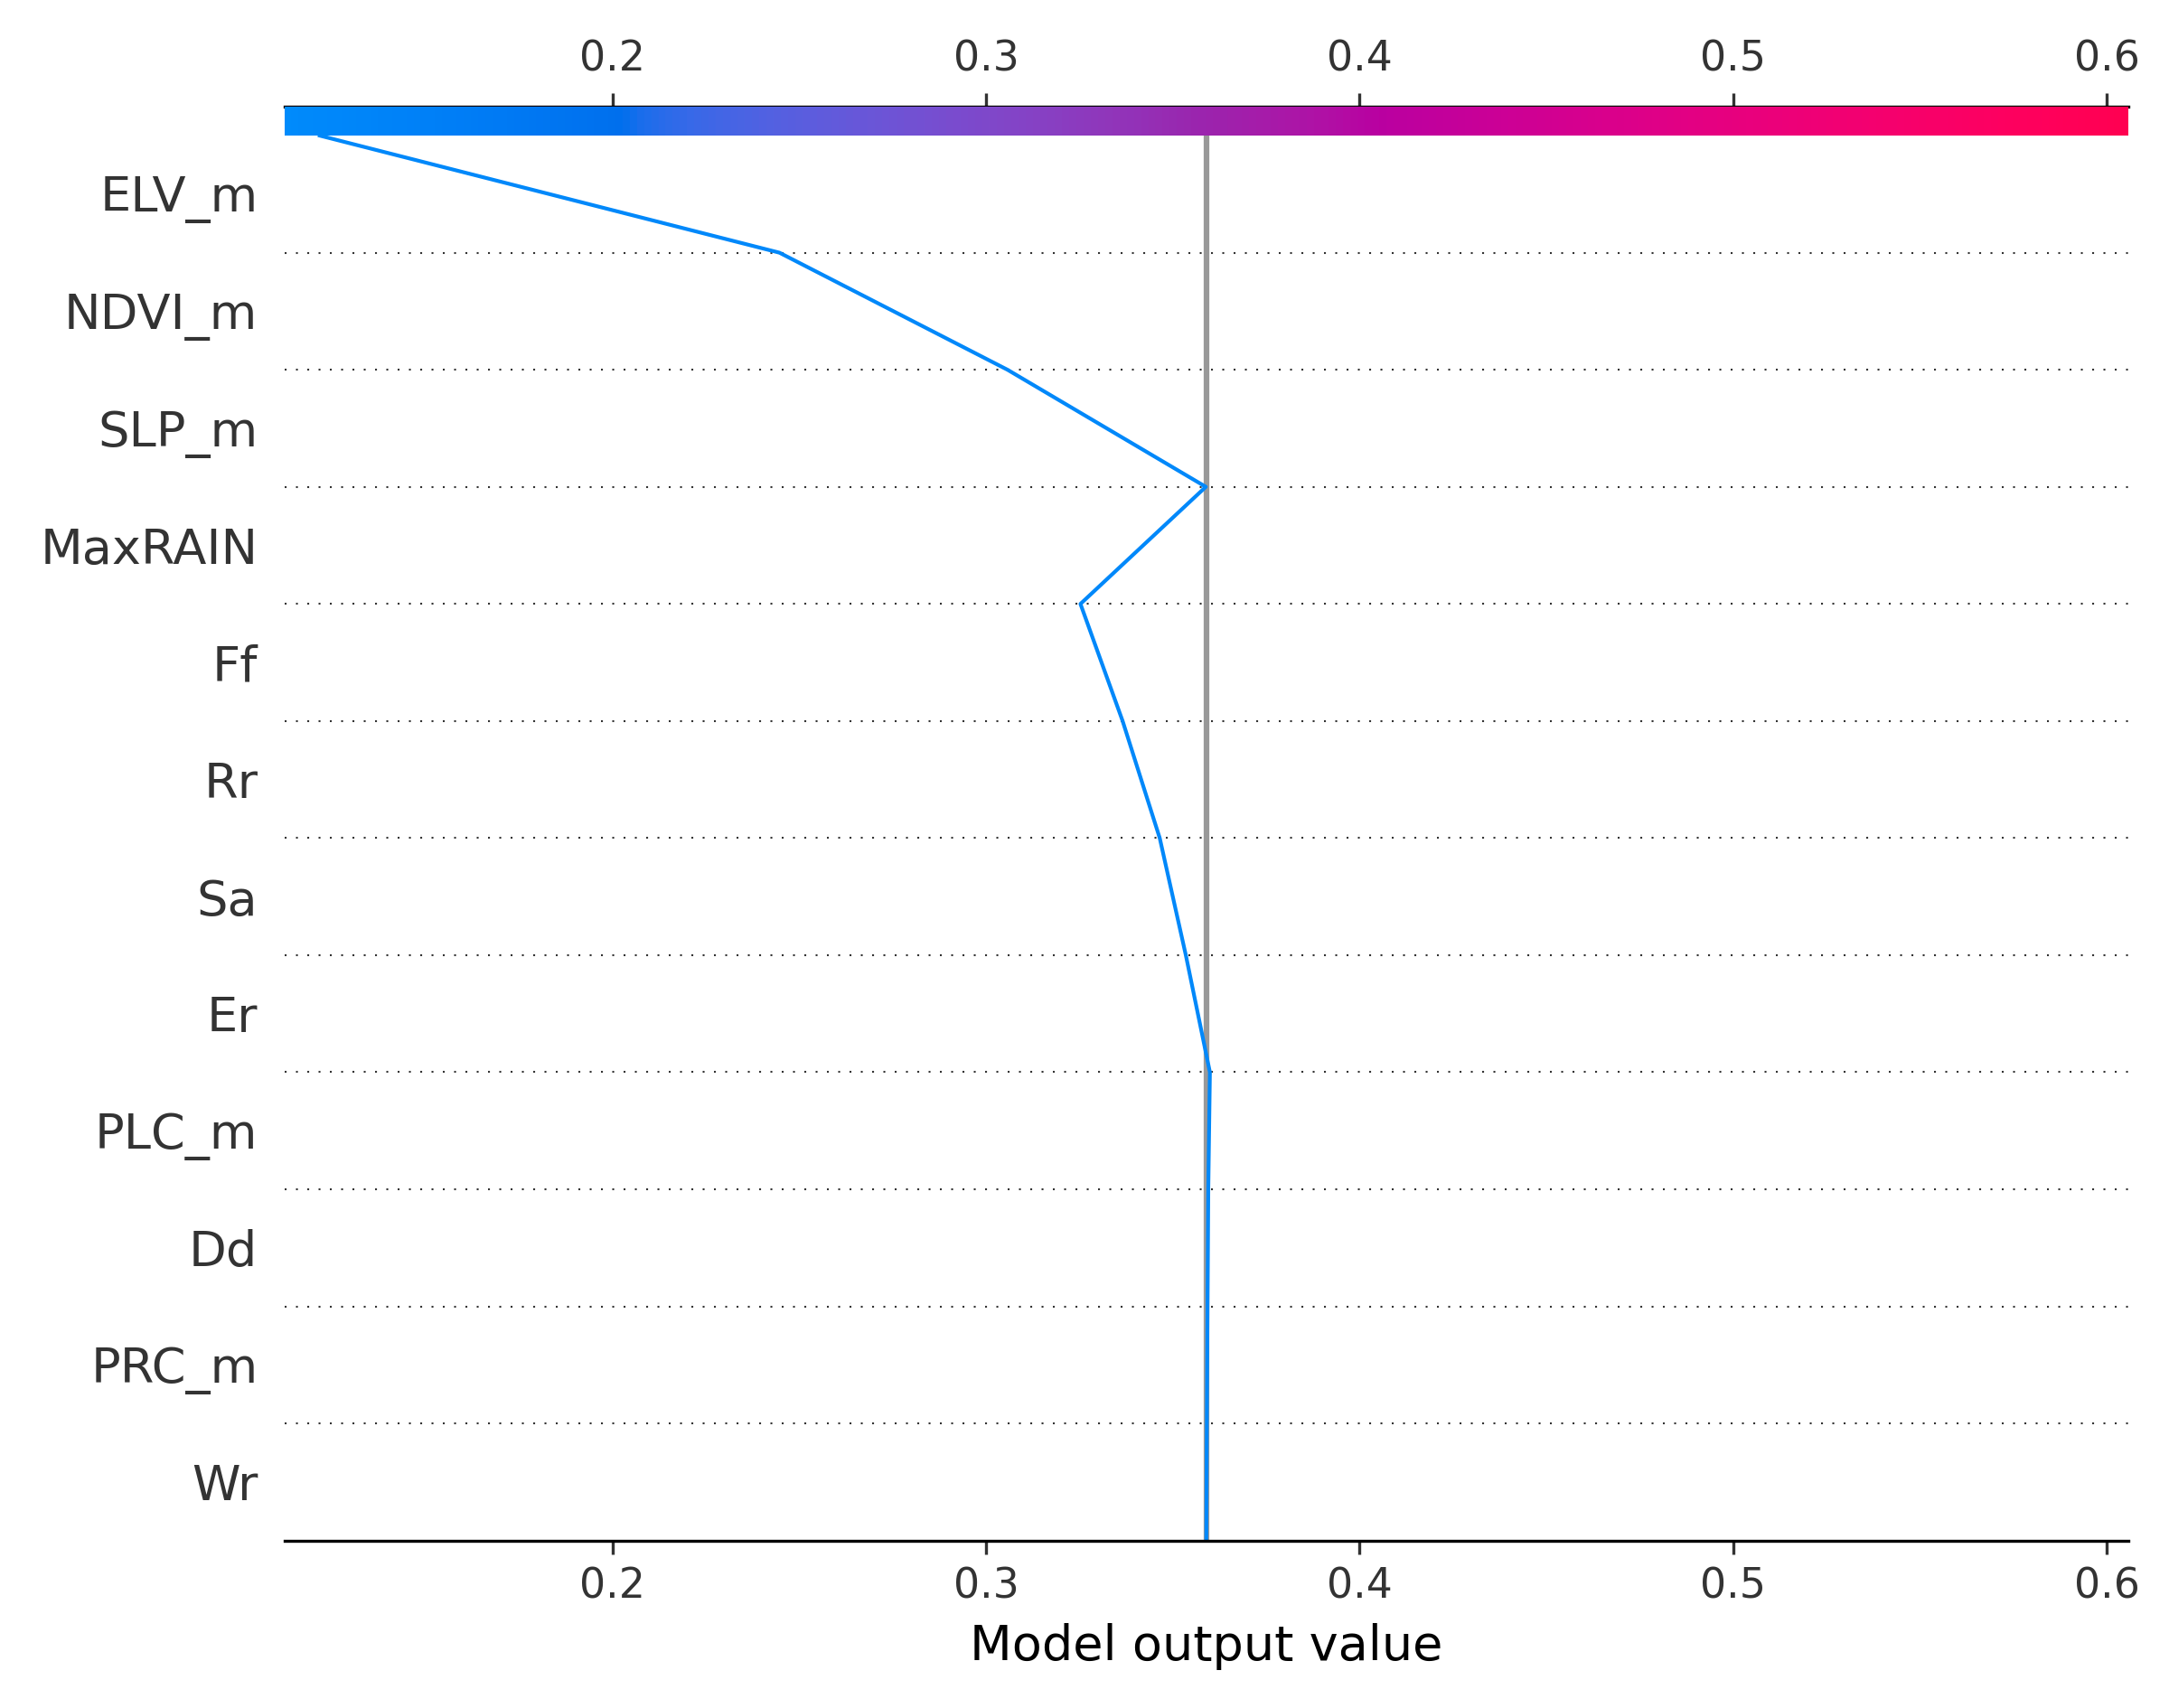 0.2 0.3 0.4 0.5 0.6
ELV_m
NDVI_m
SLP_m
MaxRAIN
Ff
Rr
Sa
Er
PLC_m
Dd
PRC_m
Wr
0.2 0.3 0.4 0.5 0.6
Model output value